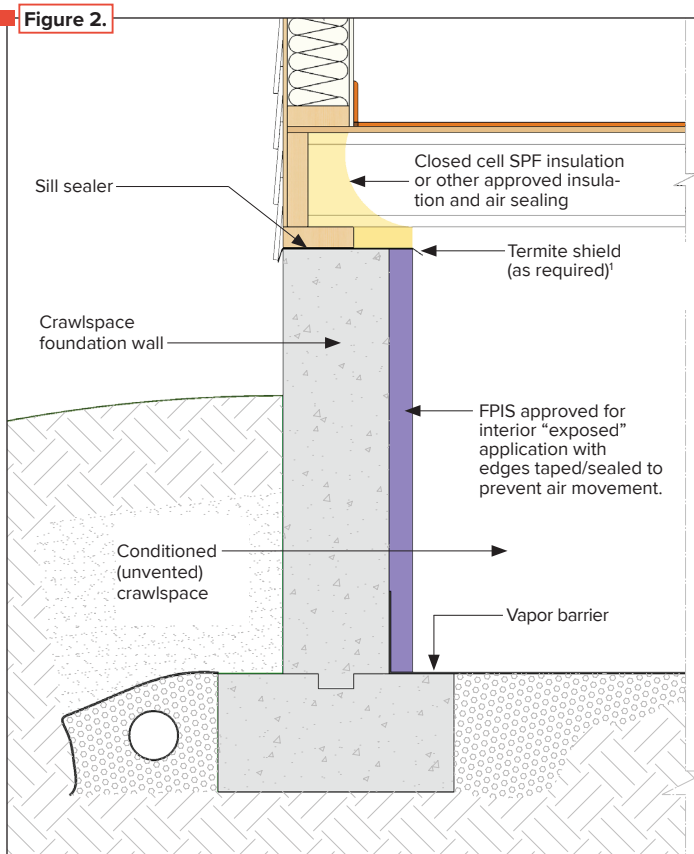 Figure 2.
Closed cell SPF insulation
or other approved insula-
tion and air sealing
Sill sealer
Termite shield
(as required)¹
Crawlspace
foundation wall
FPIS approved for
interior “exposed”
application with
edges taped/sealed to
prevent air movement.
Conditioned
(unvented)
crawlspace
Vapor barrier